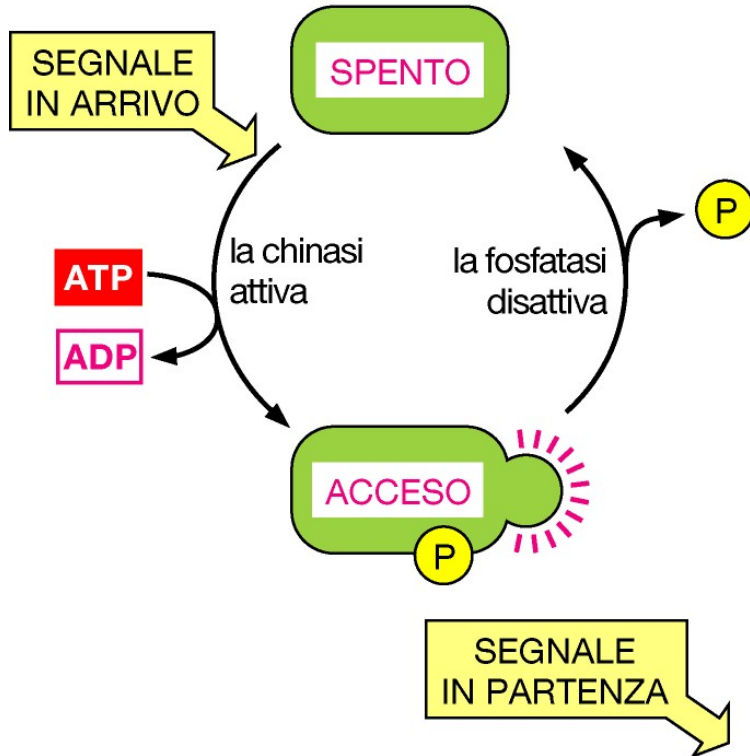 SEGNALE
IN ARRIVO
SPENTO
P
la chinasi
attiva
la fosfatasi
disattiva
ATP
ADP
ACCESO
P
SEGNALE
IN PARTENZA